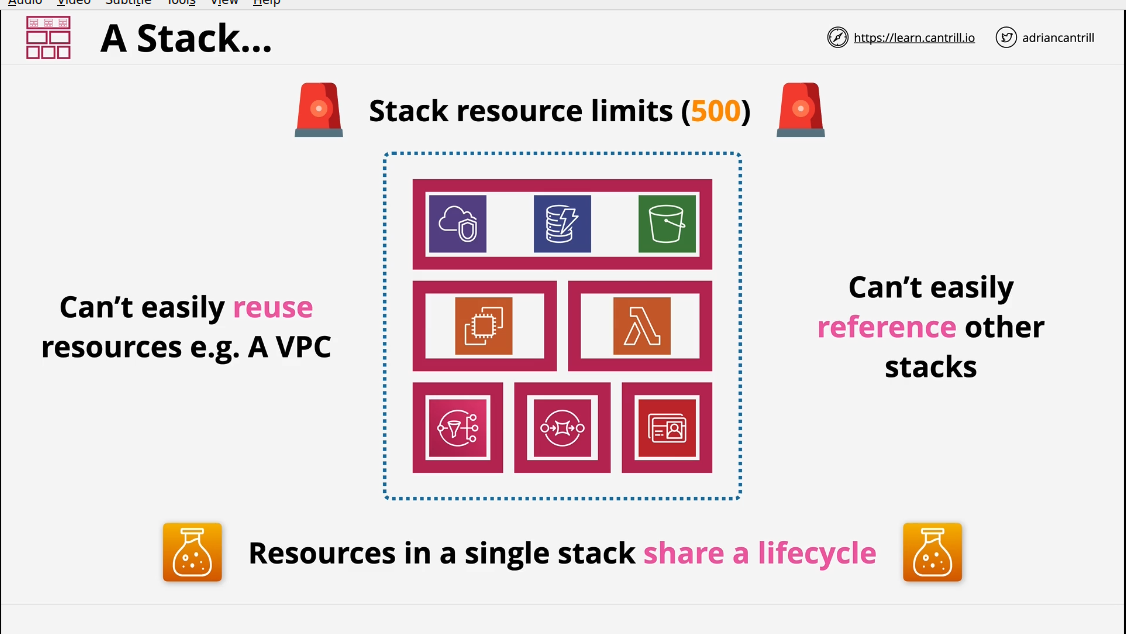 Audio Video Subtitle Tools View Help
A Stack...
https://learn.cantrill.io
adriancantrill
Stack resource limits (500)
Can’t easily reuse
resources e.g. A VPC
Can’t easily
reference other
stacks
Resources in a single stack share a lifecycle